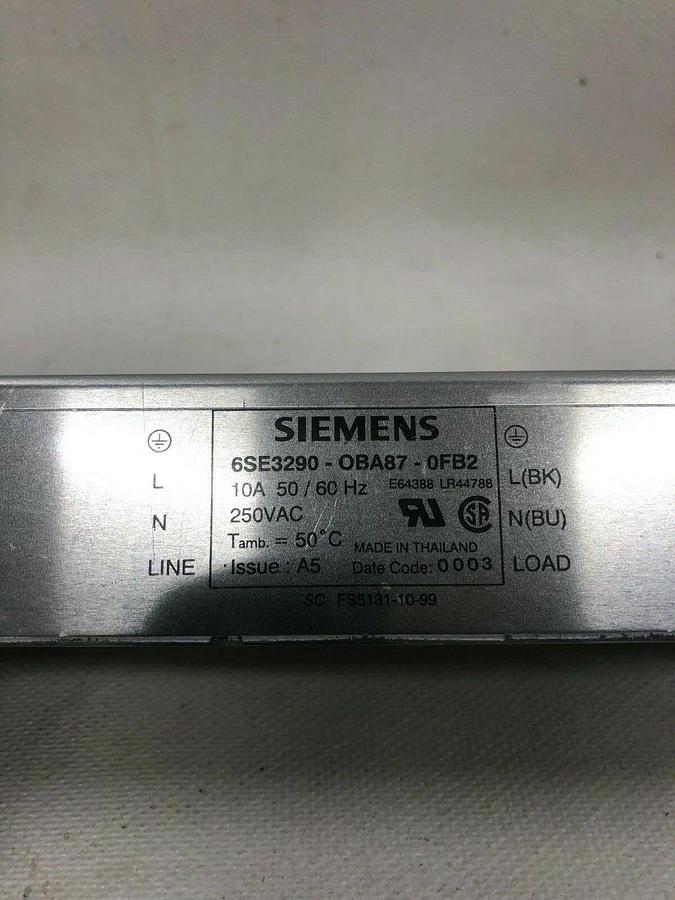 SIEMENS
6SE3290 - OBA87 - 0FB2
10A 50 / 60 Hz E64388 LR44788
250VAC
Tamb. = 50°C MADE IN THAILAND
Issue : A5 Date Code: 0003
L
N
LINE
L(BK)
N(BU)
LOAD
SC FS5131-10-99